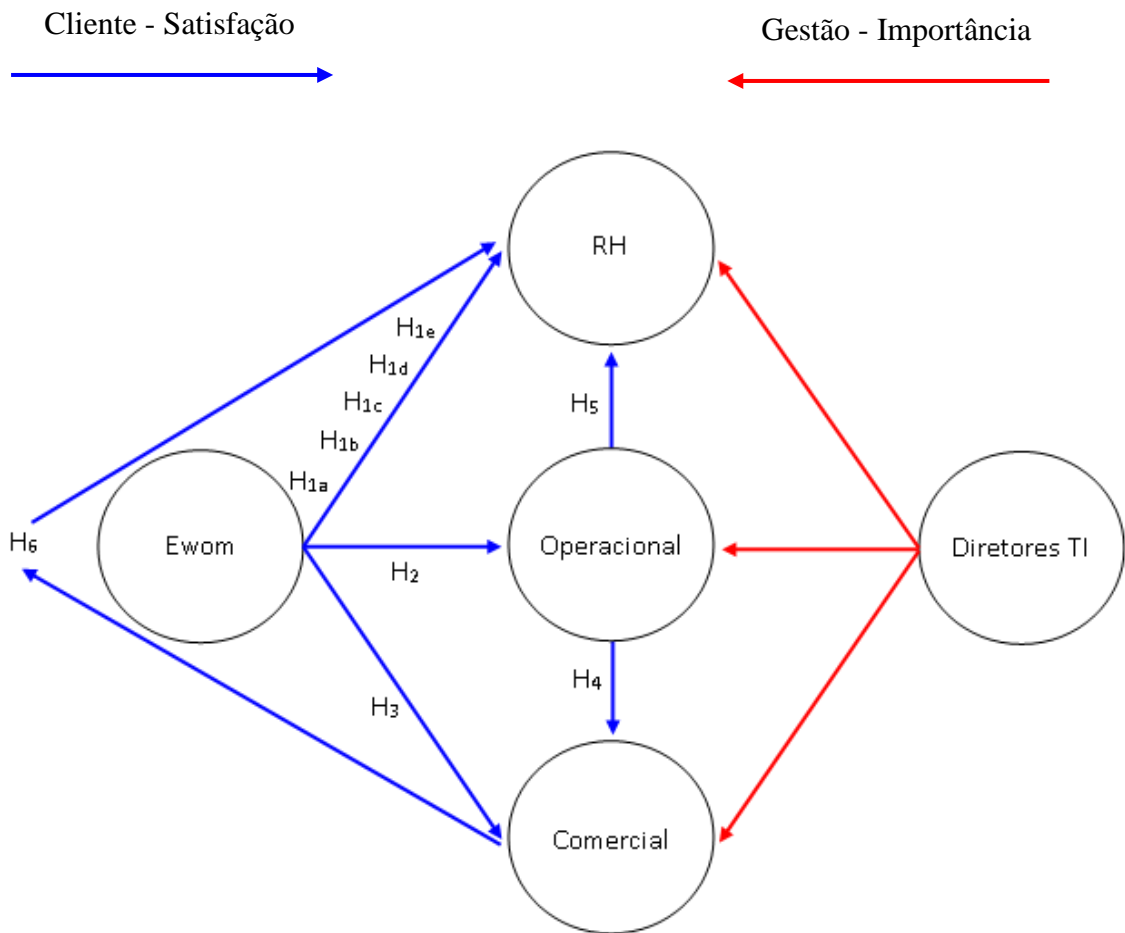 Cliente - Satisfação
Gestão - Importância
RH
H₁ₑ
H₁d
H₁c
H₅
H₁b
H₁ₐ
H₆
Ewom
Operacional
Diretores TI
H₂
H₄
H₃
Comercial